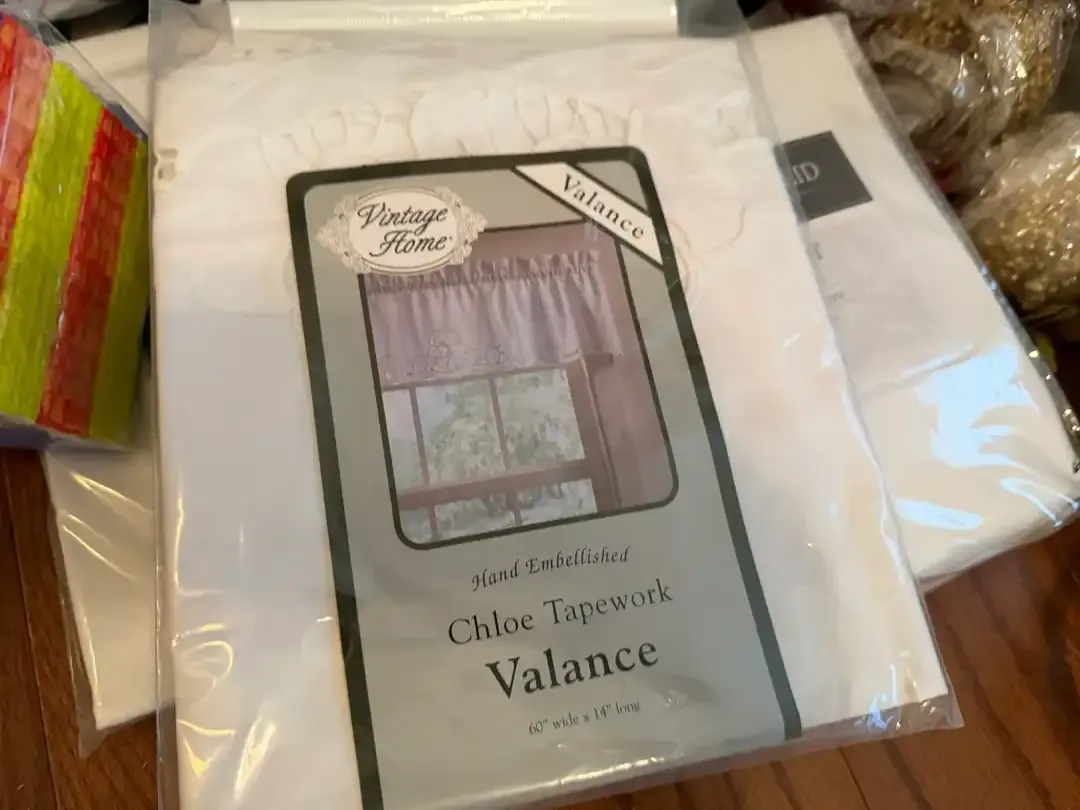 Vintage
Home
Valance
Hand Embellished
Chloe Tapework
Valance
60" wide x 14" long